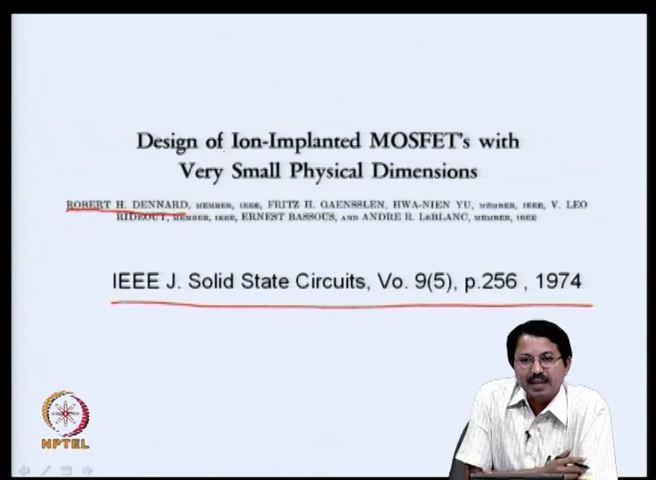 Design of Ion-Implanted MOSFET's with
Very Small Physical Dimensions
ROBERT H. DENNARD, MEMBER, IEEE, FRITZ H. GAENSSLEN, HWA-NIEN YU, MEMBER, IEEE, V. LEO
RIDEOUT, MEMBER, IEEE, ERNEST BASSOUS, AND ANDRE R. LEBLANC, MEMBER, IEEE
IEEE J. Solid State Circuits, Vo. 9(5), p.256 , 1974
NPTEL